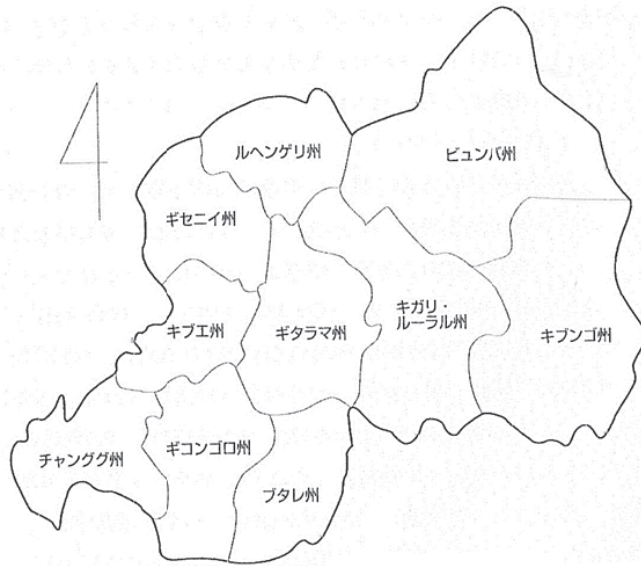 ルヘンゲリ州
ビュンバ州
ギセニイ州
キガリ・
ルーラル州
キブエ州
ギタラマ州
キブンゴ州
チャングク州
ギコンゴロ州
ブタレ州